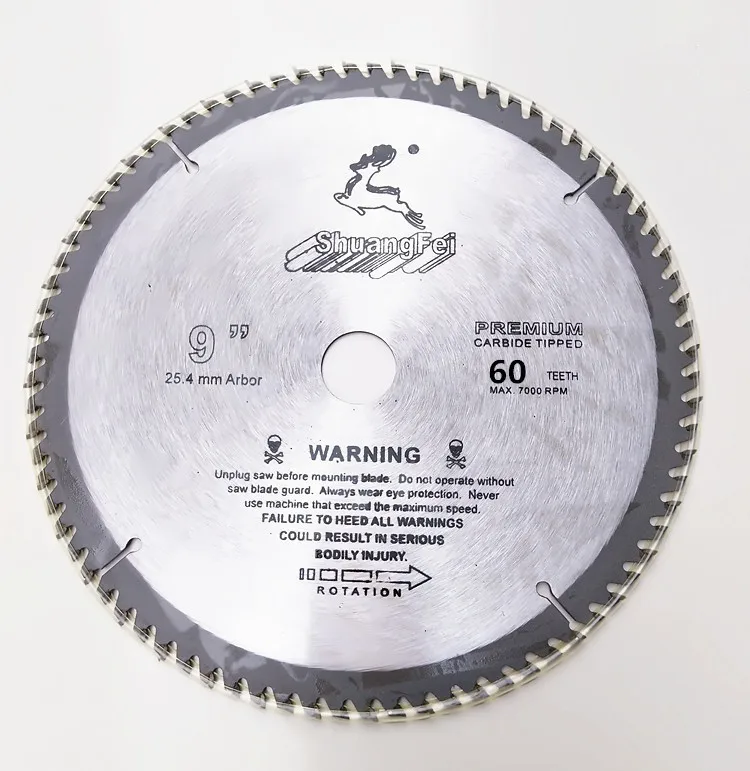 ShuangFei
9 ”
25.4 mm Arbor
PREMIUM
CARBIDE TIPPED
60 TEETH
MAX. 7000 RPM
WARNING
Unplug saw before mounting blade. Do not operate without
saw blade guard. Always wear eye protection. Never
use machine that exceed the maximum speed.
FAILURE TO HEED ALL WARNINGS
COULD RESULT IN SERIOUS
BODILY INJURY.
ROTATION